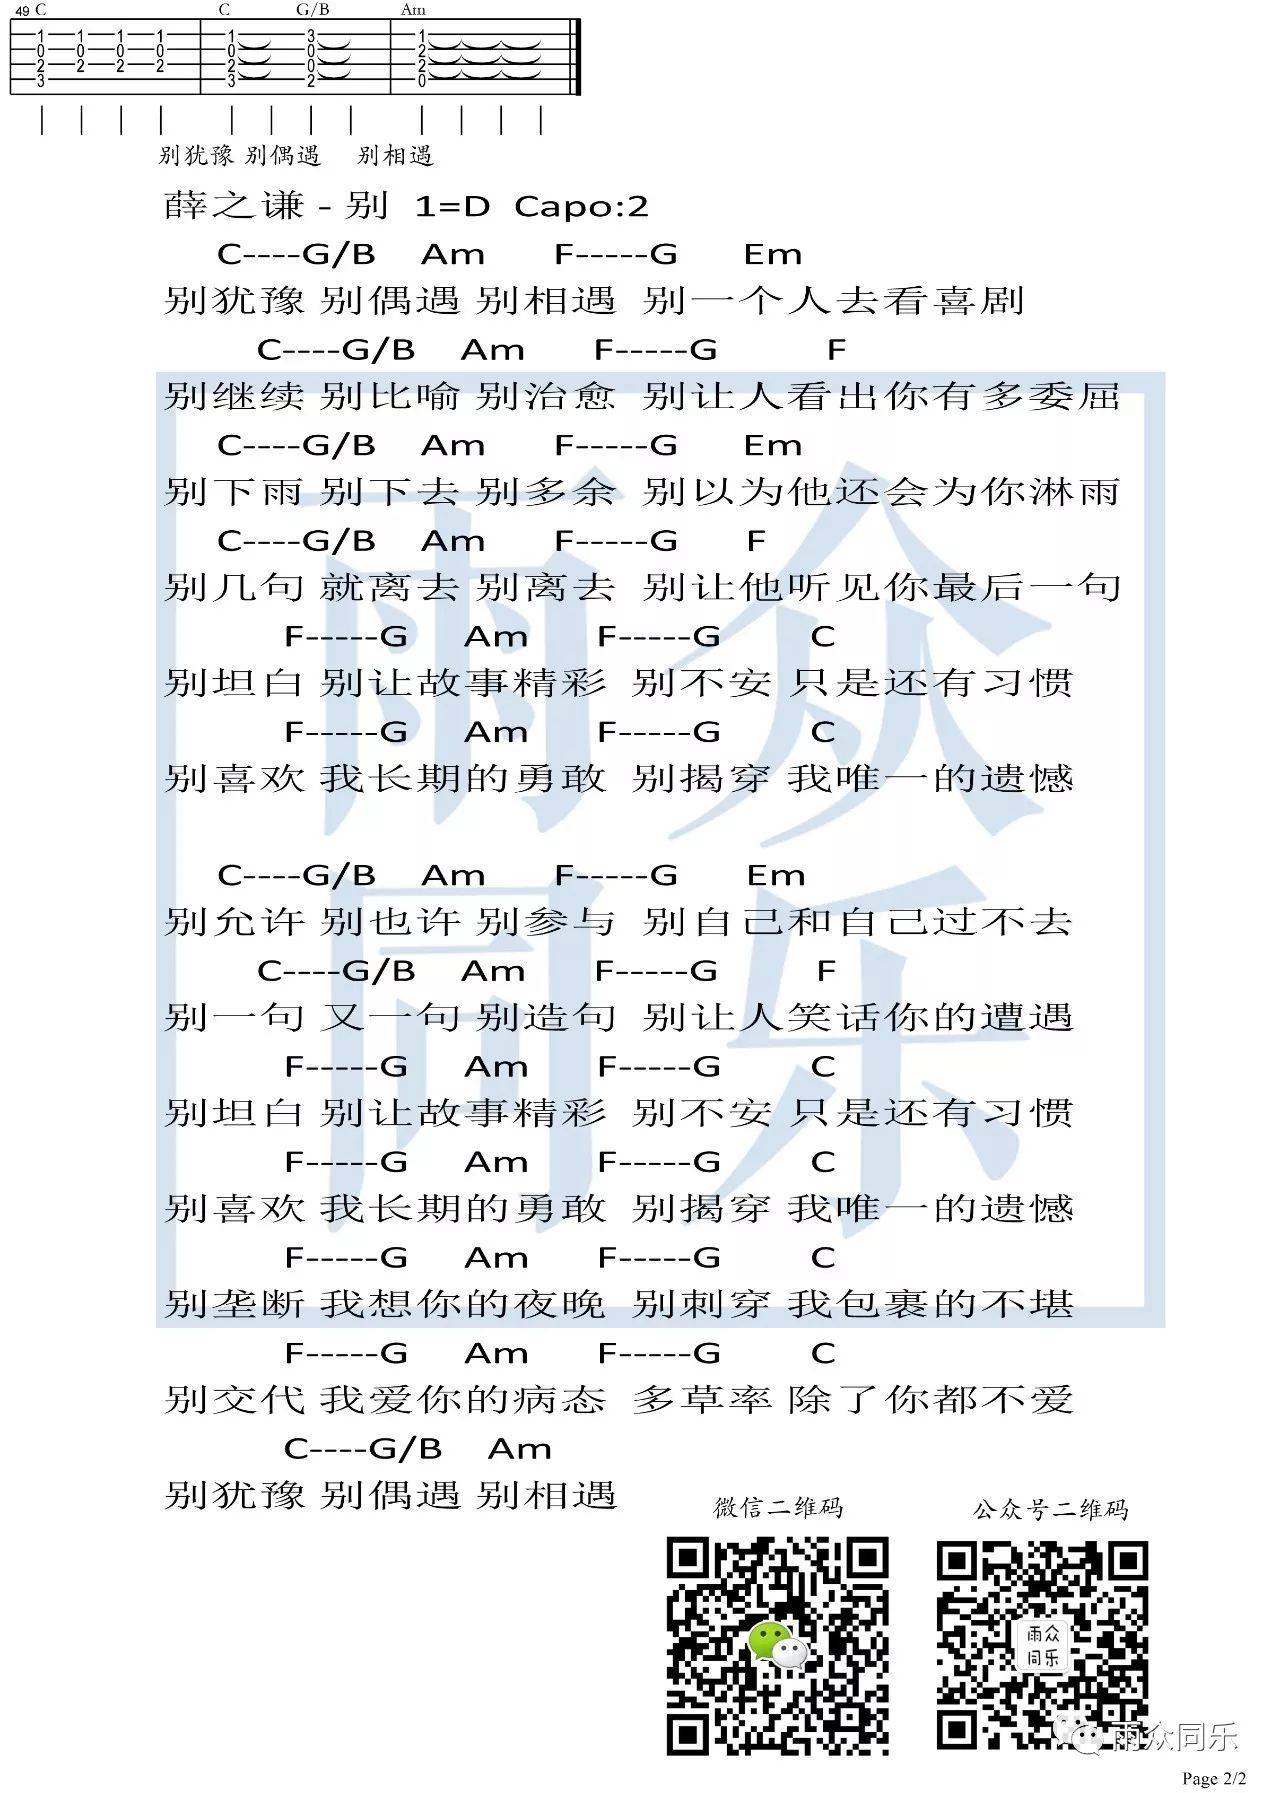 49 C C G/B Am
1 1 1 1 1 3 1
0 0 0 0 0 0 2
2 2 2 2 2 0 2
3 3 2 0
别犹豫 别偶遇 别相遇
薛之谦 - 别 1=D Capo:2
C----G/B Am F-----G Em
别犹豫 别偶遇 别相遇 别一个人去看喜剧
C----G/B Am F-----G F
别继续 别比喻 别治愈 别让人看出你有多委屈
C----G/B Am F-----G Em
别下雨 别下去 别多余 别以为他还会为你淋雨
C----G/B Am F-----G F
别几句 就离去 别离去 别让他听见你最后一句
F-----G Am F-----G C
别坦白 别让故事精彩 别不安 只是还有习惯
F-----G Am F-----G C
别喜欢 我长期的勇敢 别揭穿 我唯一的遗憾
C----G/B Am F-----G Em
别允许 别也许 别参与 别自己和自己过不去
C----G/B Am F-----G F
别一句 又一句 别造句 别让人笑话你的遭遇
F-----G Am F-----G C
别坦白 别让故事精彩 别不安 只是还有习惯
F-----G Am F-----G C
别喜欢 我长期的勇敢 别揭穿 我唯一的遗憾
F-----G Am F-----G C
别垄断 我想你的夜晚 别刺穿 我包裹的不堪
F-----G Am F-----G C
别交代 我爱你的病态 多草率 除了你都不爱
C----G/B Am
别犹豫 别偶遇 别相遇
雨众
同乐
微信二维码 公众号二维码
雨众
同乐
雨众同乐
Page 2/2